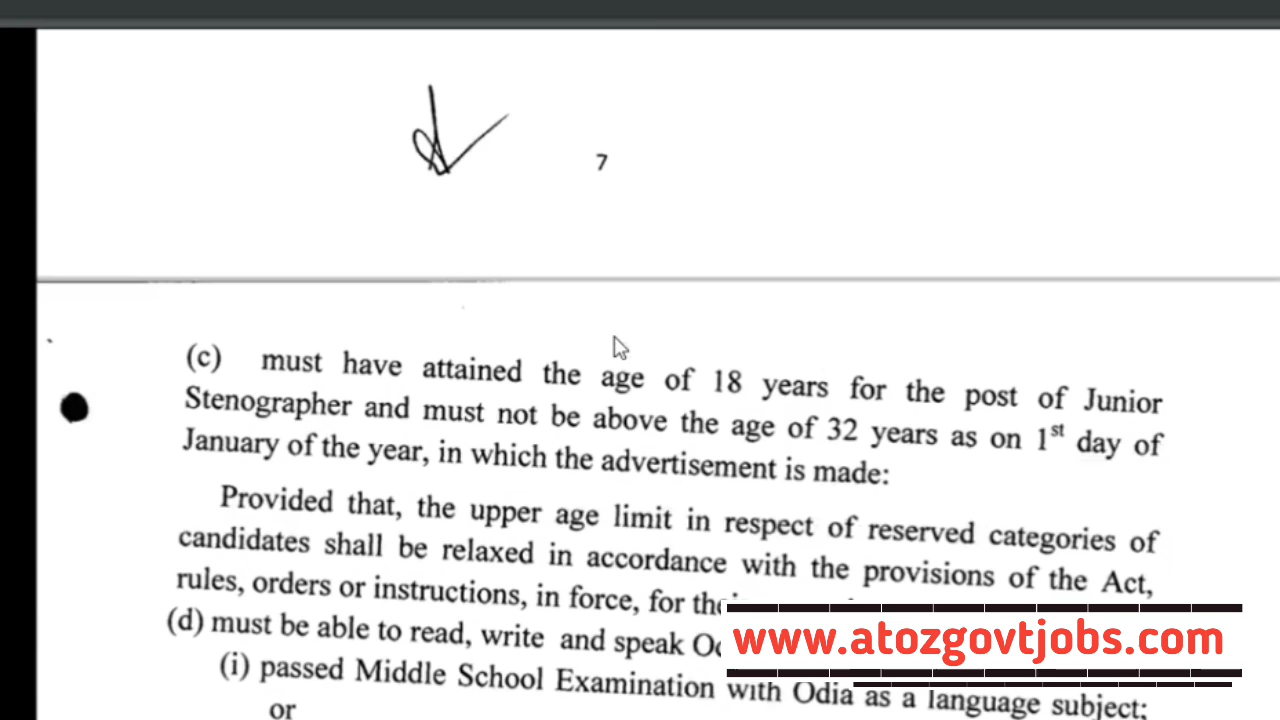 7
(c) must have attained the age of 18 years for the post of Junior
Stenographer and must not be above the age of 32 years as on 1st day of
January of the year, in which the advertisement is made:
Provided that, the upper age limit in respect of reserved categories of
candidates shall be relaxed in accordance with the provisions of the Act,
rules, orders or instructions, in force, for
(d) must be able to read, write and speak
www.atozgovtjobs.com
(i) passed Middle School Examination with Odia as a language subject;
or